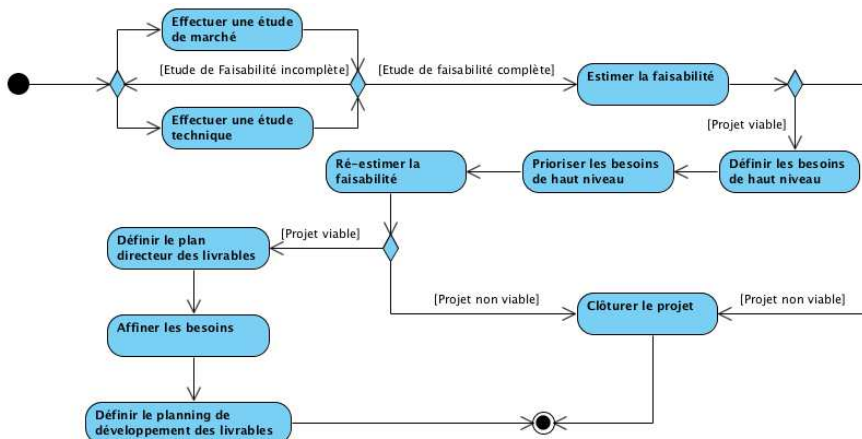 Effectuer une étude
de marché
[Etude de Faisabilité incomplète]
[Etude de faisabilité complète]
Estimer la faisabilité
Effectuer une étude
technique
[Projet viable]
Ré-estimer la
faisabilité
Prioriser les besoins
de haut niveau
Définir les besoins
de haut niveau
Définir le plan
directeur des livrables
[Projet viable]
[Projet non viable]
Clôturer le projet
[Projet non viable]
Affiner les besoins
Définir le planning de
développement des livrables